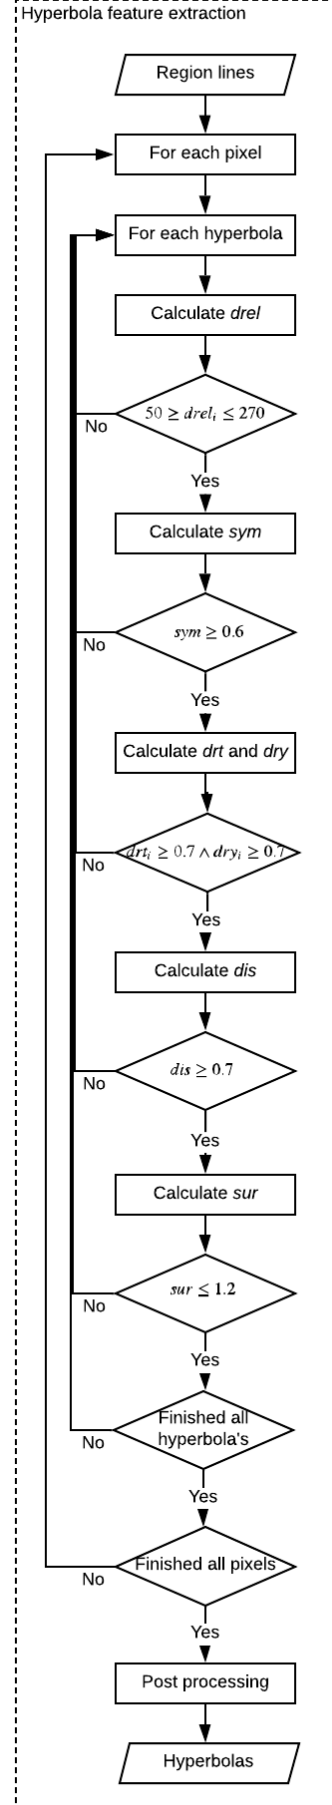 Hyperbola feature extraction
Region lines
For each pixel
For each hyperbola
Calculate drel
50 ≥ drelᵢ ≤ 270
No
Yes
Calculate sym
sym ≥ 0.6
No
Yes
Calculate drt and dry
drtᵢ ≥ 0.7 ∧ dryᵢ ≥ 0.7
No
Yes
Calculate dis
dis ≥ 0.7
No
Yes
Calculate sur
sur ≤ 1.2
No
Yes
Finished all
hyperbola's
No
Yes
Finished all pixels
No
Yes
Post processing
Hyperbolas